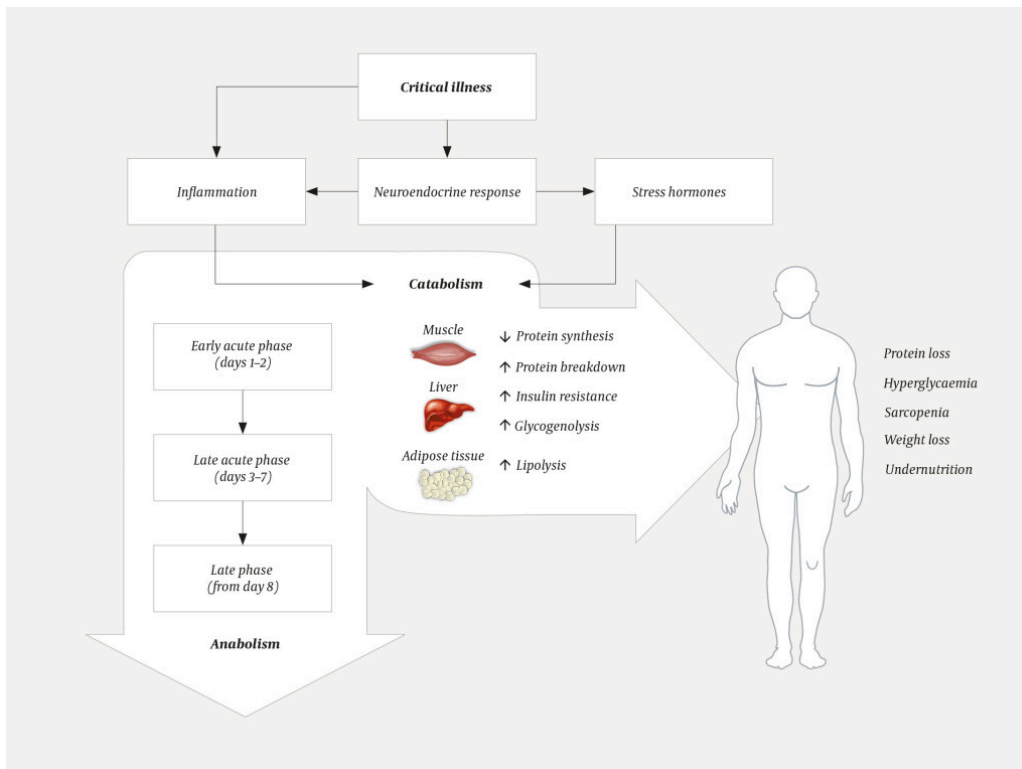 Critical illness
Inflammation
Neuroendocrine response
Stress hormones
Catabolism
Early acute phase
(days 1–2)
Late acute phase
(days 3–7)
Late phase
(from day 8)
Anabolism
Muscle
↓ Protein synthesis
↑ Protein breakdown
Liver
↑ Insulin resistance
↑ Glycogenolysis
Adipose tissue
↑ Lipolysis
Protein loss
Hyperglycaemia
Sarcopenia
Weight loss
Undernutrition